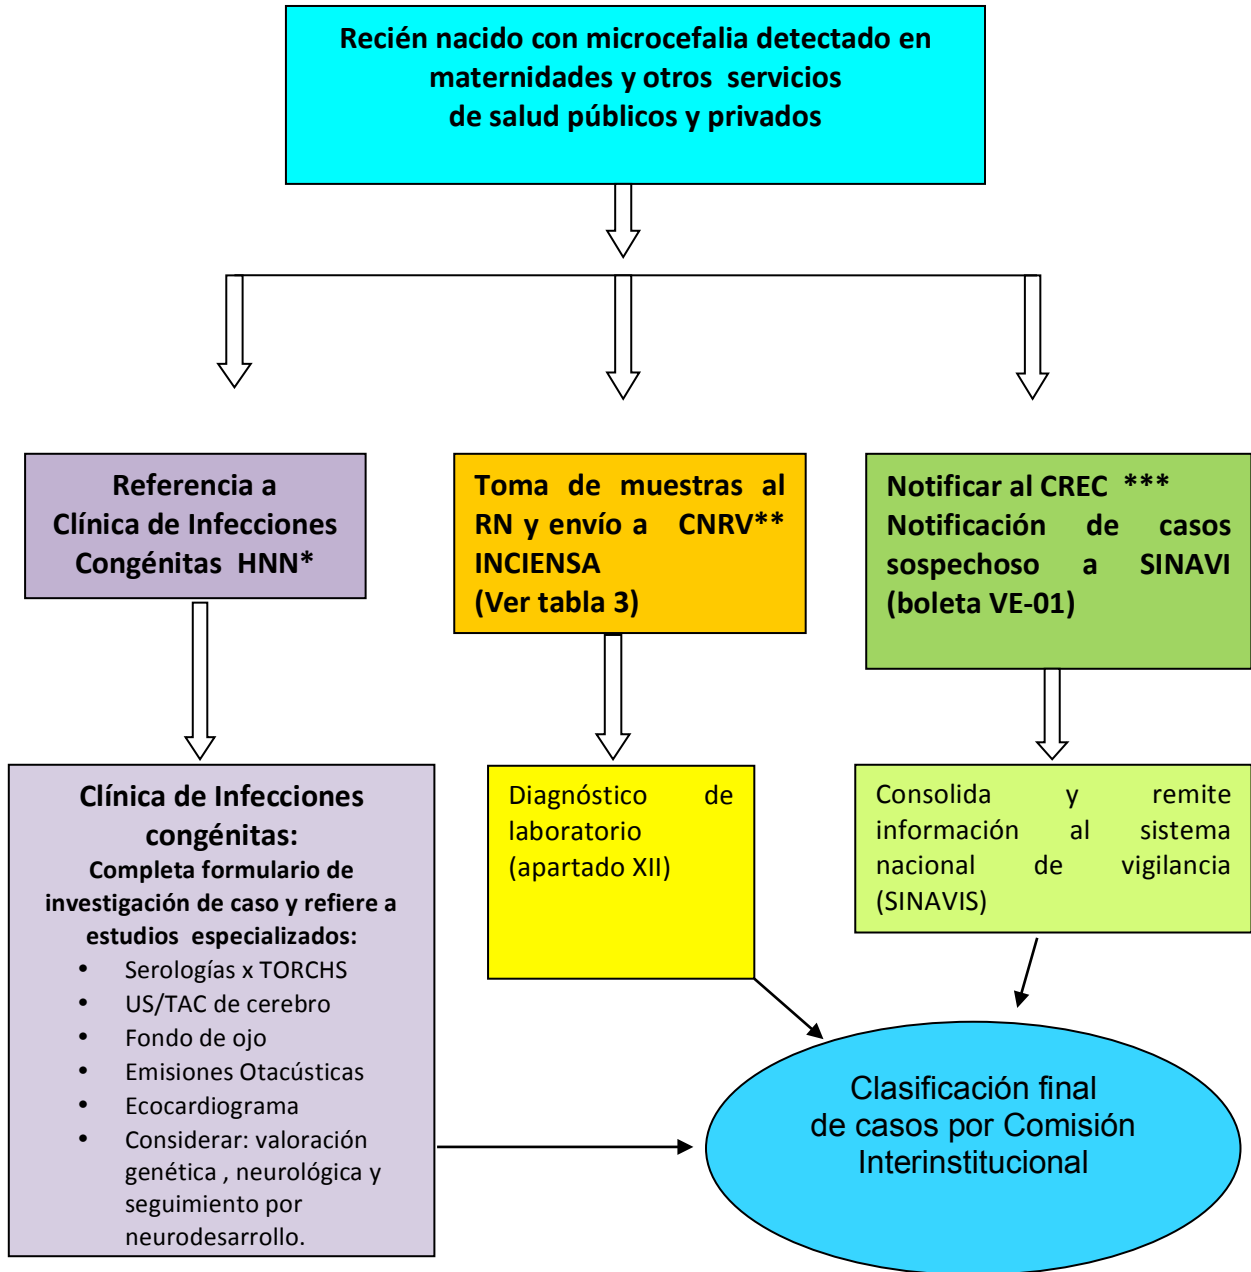 Recién nacido con microcefalia detectado en
maternidades y otros servicios
de salud públicos y privados
Referencia a
Clínica de Infecciones
Congénitas HNN*
Toma de muestras al
RN y envío a CNRV**
INCIENSA
(Ver tabla 3)
Notificar al CREC ***
Notificación de casos
sospechoso a SINAVI
(boleta VE-01)
Clínica de Infecciones
congénitas:
Completa formulario de
investigación de caso y refiere a
estudios especializados:
• Serologías x TORCHS
• US/TAC de cerebro
• Fondo de ojo
• Emisiones Otacústicas
• Ecocardiograma
• Considerar: valoración
genética , neurológica y
seguimiento por
neurodesarrollo.
Diagnóstico de
laboratorio
(apartado XII)
Consolida y remite
información al sistema
nacional de vigilancia
(SINAVIS)
Clasificación final
de casos por Comisión
Interinstitucional